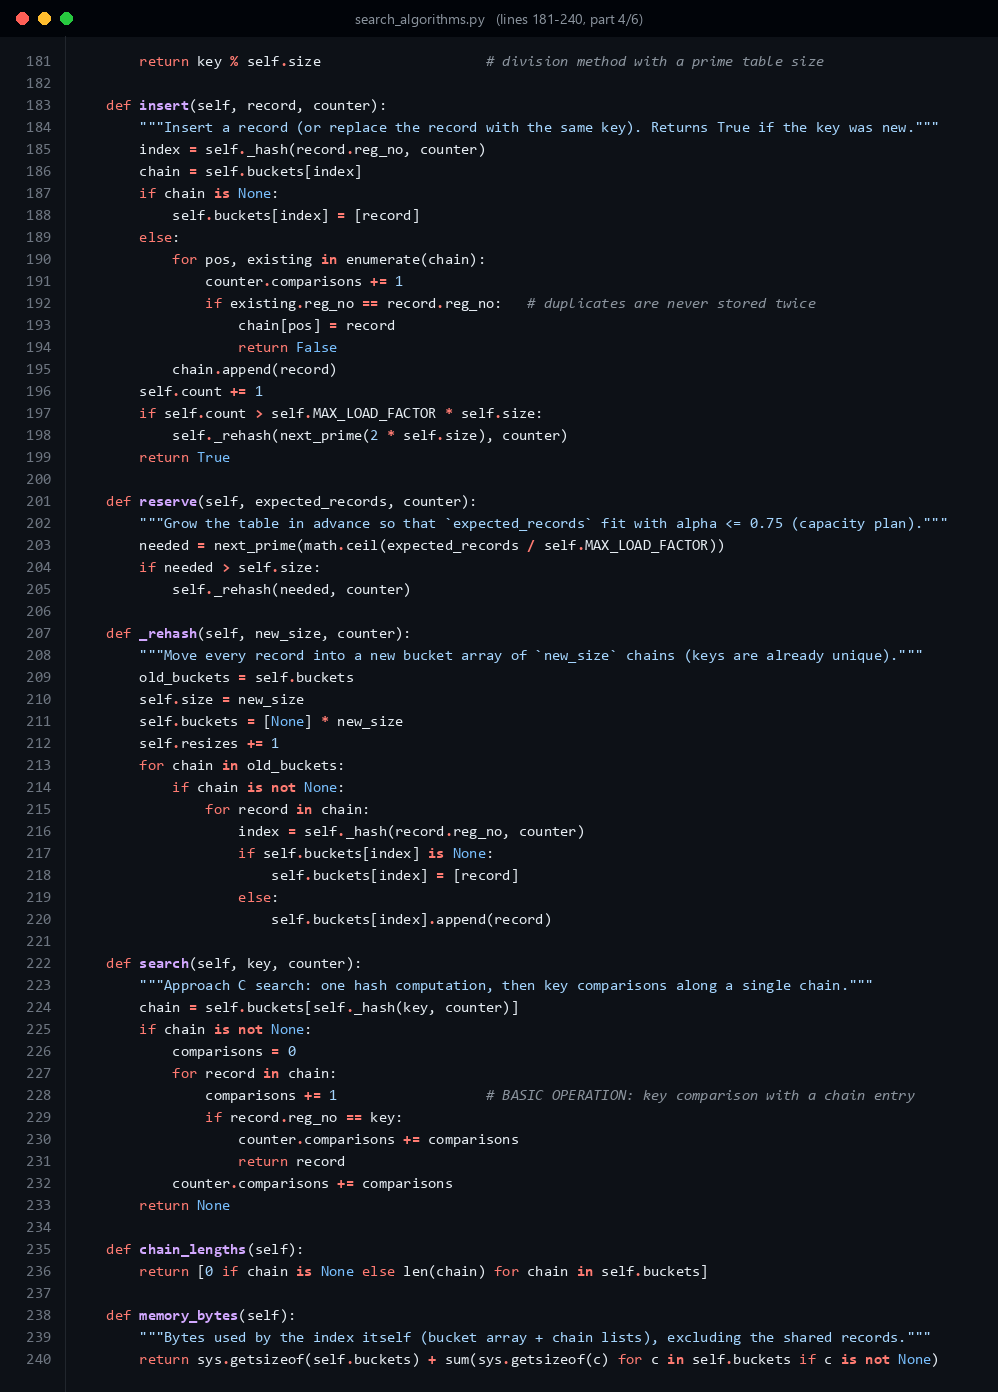 search_algorithms.py (lines 181-240, part 4/6)
181         return key % self.size                    # division method with a prime table size
182
183     def insert(self, record, counter):
184         """Insert a record (or replace the record with the same key). Returns True if the key was new."""
185         index = self._hash(record.reg_no, counter)
186         chain = self.buckets[index]
187         if chain is None:
188             self.buckets[index] = [record]
189         else:
190             for pos, existing in enumerate(chain):
191                 counter.comparisons += 1
192                 if existing.reg_no == record.reg_no:   # duplicates are never stored twice
193                     chain[pos] = record
194                     return False
195             chain.append(record)
196         self.count += 1
197         if self.count > self.MAX_LOAD_FACTOR * self.size:
198             self._rehash(next_prime(2 * self.size), counter)
199         return True
200
201     def reserve(self, expected_records, counter):
202         """Grow the table in advance so that `expected_records` fit with alpha <= 0.75 (capacity plan)."""
203         needed = next_prime(math.ceil(expected_records / self.MAX_LOAD_FACTOR))
204         if needed > self.size:
205             self._rehash(needed, counter)
206
207     def _rehash(self, new_size, counter):
208         """Move every record into a new bucket array of `new_size` chains (keys are already unique)."""
209         old_buckets = self.buckets
210         self.size = new_size
211         self.buckets = [None] * new_size
212         self.resizes += 1
213         for chain in old_buckets:
214             if chain is not None:
215                 for record in chain:
216                     index = self._hash(record.reg_no, counter)
217                     if self.buckets[index] is None:
218                         self.buckets[index] = [record]
219                     else:
220                         self.buckets[index].append(record)
221
222     def search(self, key, counter):
223         """Approach C search: one hash computation, then key comparisons along a single chain."""
224         chain = self.buckets[self._hash(key, counter)]
225         if chain is not None:
226             comparisons = 0
227             for record in chain:
228                 comparisons += 1                  # BASIC OPERATION: key comparison with a chain entry
229                 if record.reg_no == key:
230                     counter.comparisons += comparisons
231                     return record
232             counter.comparisons += comparisons
233         return None
234
235     def chain_lengths(self):
236         return [0 if chain is None else len(chain) for chain in self.buckets]
237
238     def memory_bytes(self):
239         """Bytes used by the index itself (bucket array + chain lists), excluding the shared records."""
240         return sys.getsizeof(self.buckets) + sum(sys.getsizeof(c) for c in self.buckets if c is not None)